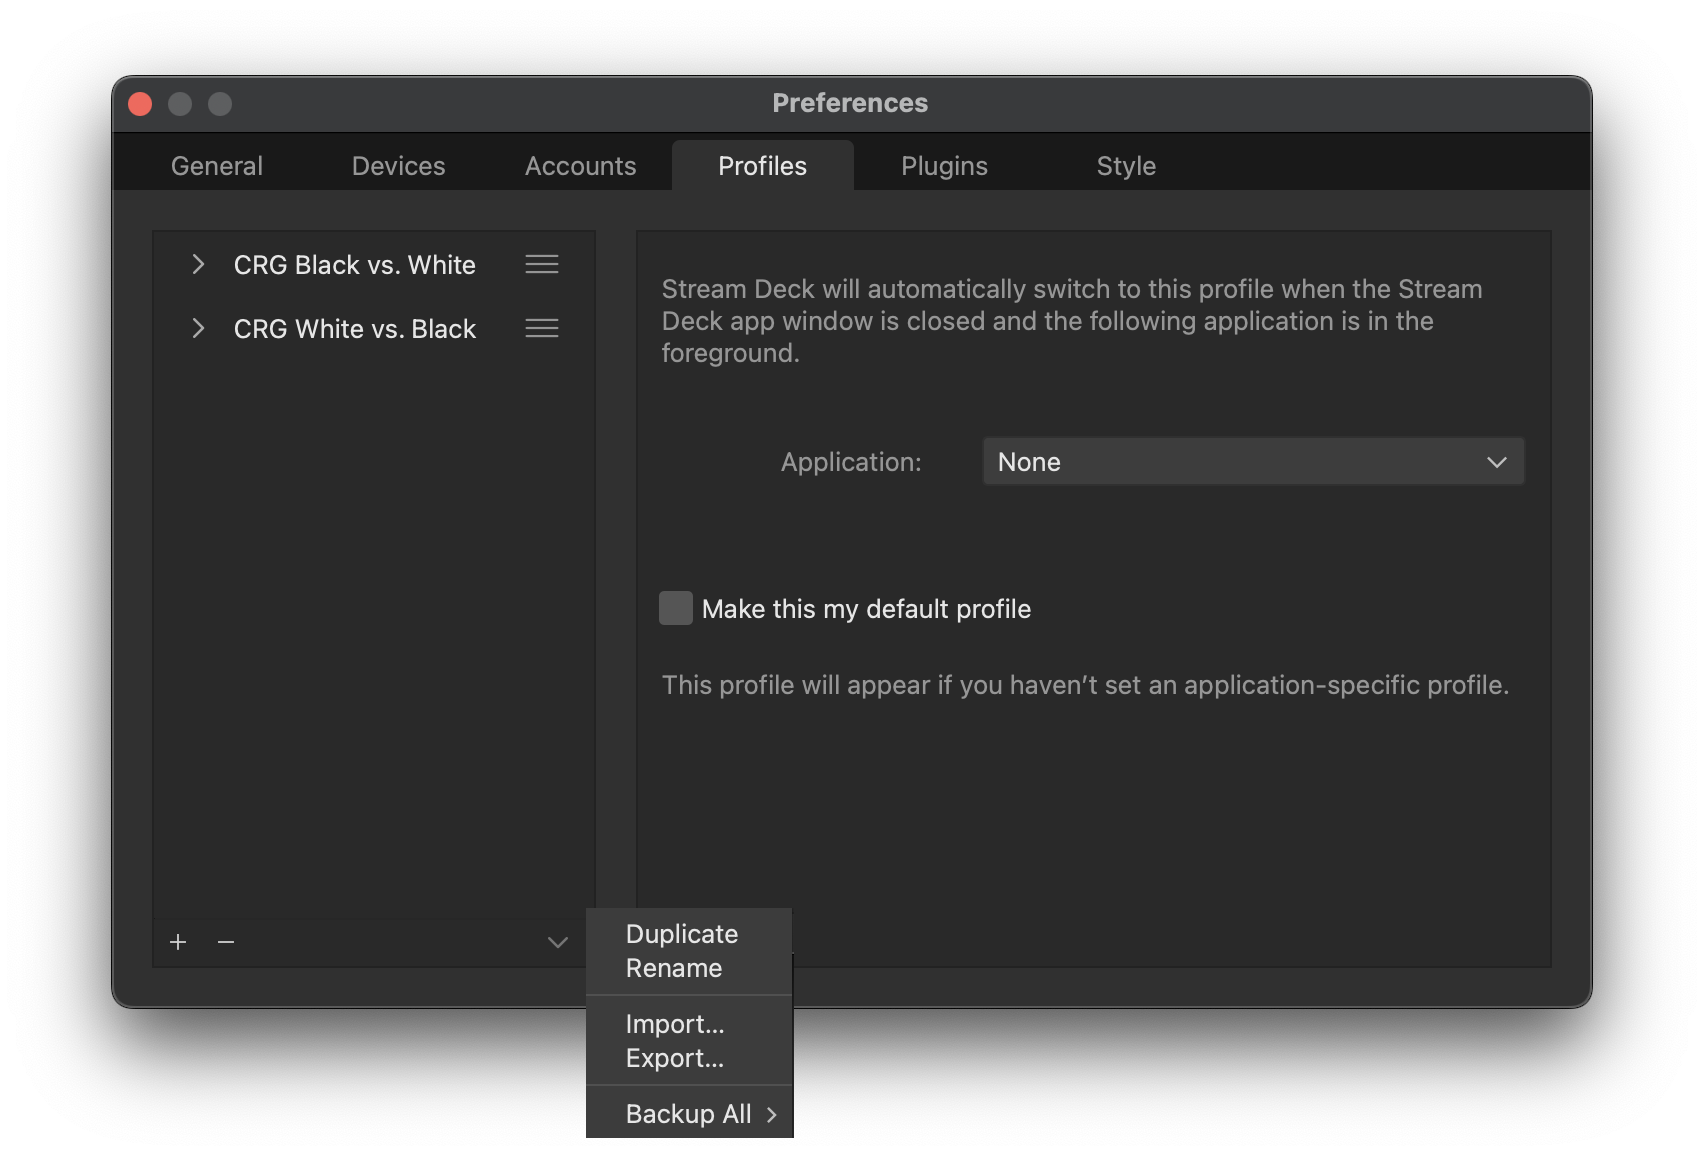 Preferences
General Devices Accounts Profiles Plugins Style
CRG Black vs. White
CRG White vs. Black
Stream Deck will automatically switch to this profile when the Stream
Deck app window is closed and the following application is in the
foreground.
Application: None
Make this my default profile
This profile will appear if you haven’t set an application-specific profile.
Duplicate
Rename
Import...
Export...
Backup All